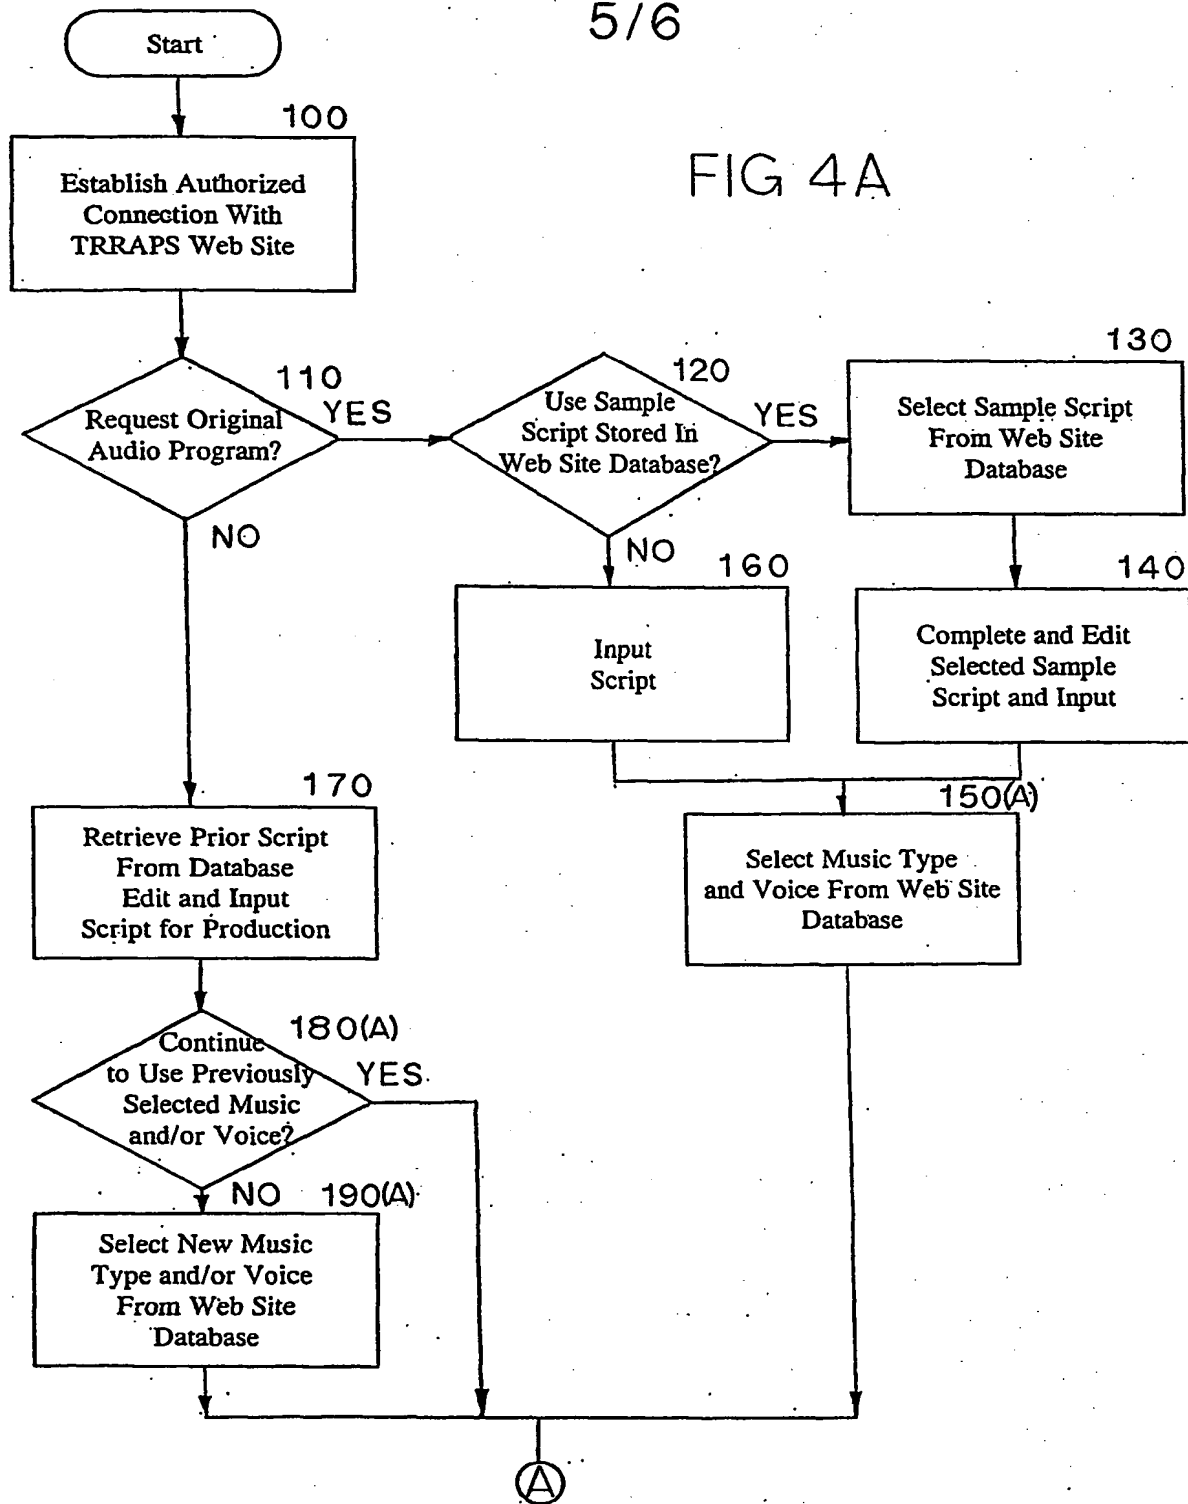 5/6
Start
100
FIG 4A
Establish Authorized
Connection With
TRRAPS Web Site
110
Request Original
Audio Program?
YES
NO
120
Use Sample
Script Stored In
Web Site Database?
YES
NO
130
Select Sample Script
From Web Site
Database
140
Complete and Edit
Selected Sample
Script and Input
160
Input
Script
150(A)
Select Music Type
and Voice From Web Site
Database
170
Retrieve Prior Script
From Database
Edit and Input
Script for Production
180(A)
Continue
to Use Previously
Selected Music
and/or Voice?
YES
NO
190(A)
Select New Music
Type and/or Voice
From Web Site
Database
A